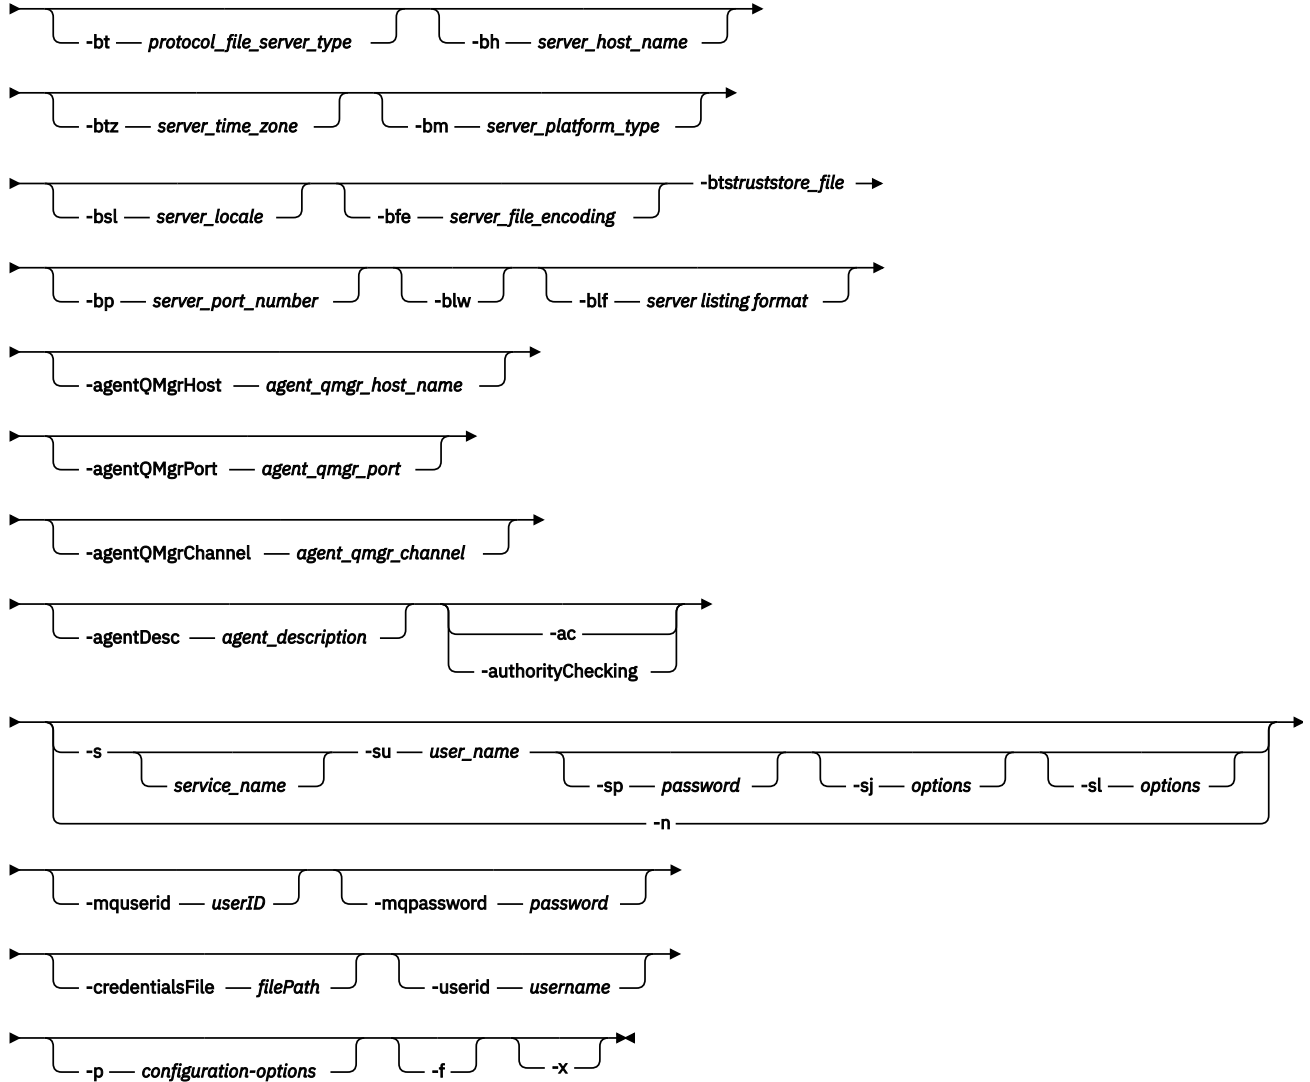 -bt protocol_file_server_type -bh server_host_name
-btz server_time_zone -bm server_platform_type
-btstruststore_file
-bsl server_locale -bfe server_file_encoding
-bp server_port_number -blw -blf server listing format
-agentQMgrHost agent_qmgr_host_name
-agentQMgrPort agent_qmgr_port
-agentQMgrChannel agent_qmgr_channel
-agentDesc agent_description -ac
-authorityChecking
-s -su user_name
service_name -sp password -sj options -sl options
-n
-mquserid userID -mqpassword password
-credentialsFile filePath -userid username
-p configuration-options -f -x